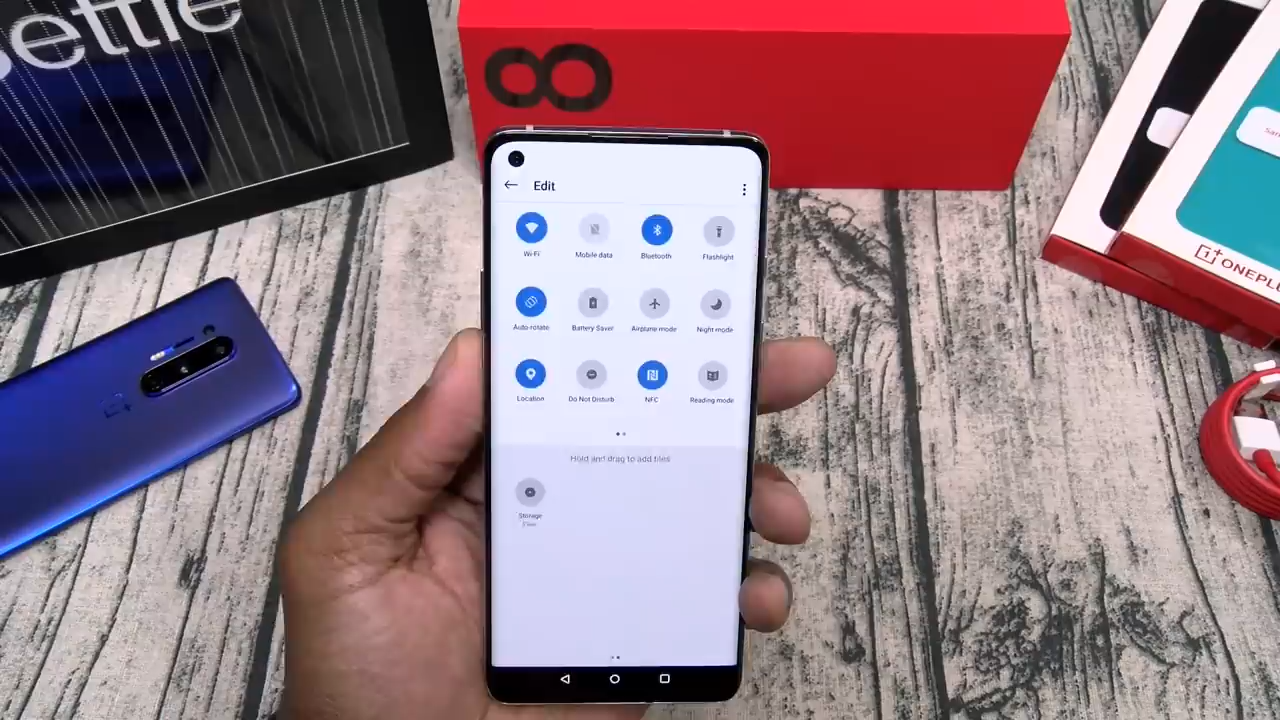 settle
8
Edit
Wi-Fi
Mobile data
Bluetooth
Flashlight
Auto-rotate
Battery Saver
Airplane mode
Night mode
Location
Do Not Disturb
NFC
Reading mode
Hold and drag to add tiles
Storage
ONEPLU